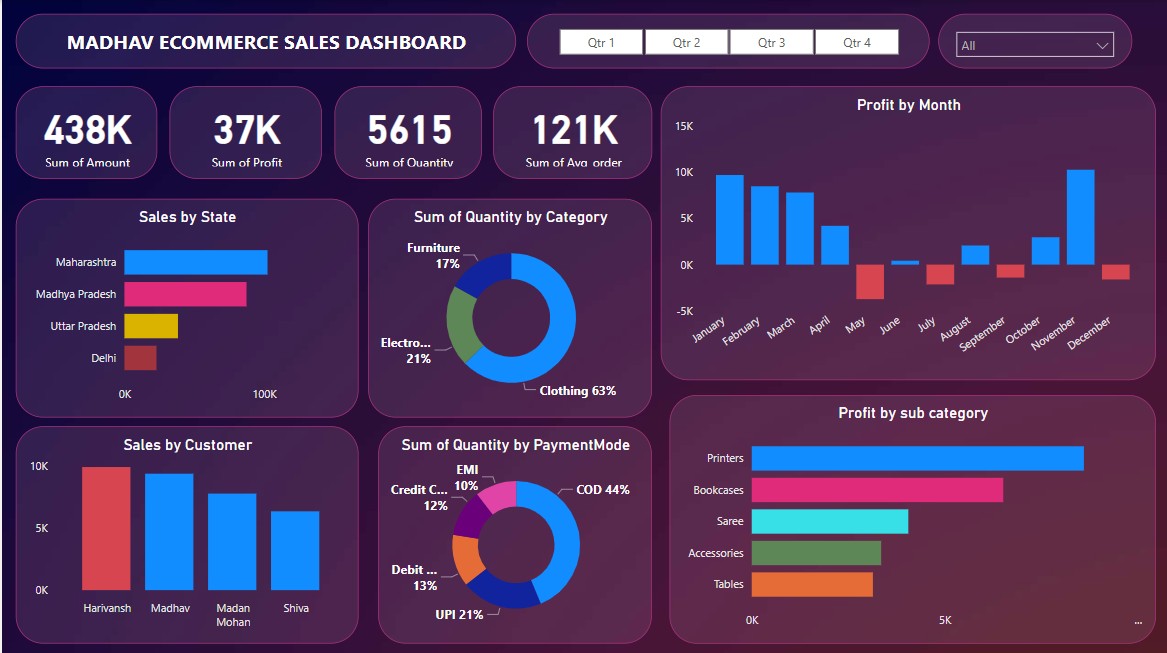 MADHAV ECOMMERCE SALES DASHBOARD
Qtr 1
Qtr 2
Qtr 3
Qtr 4
All
438K
Sum of Amount
37K
Sum of Profit
5615
Sum of Quantity
121K
Sum of Avg order
Profit by Month
15K
10K
5K
0K
-5K
January
February
March
April
May
June
July
August
September
October
November
December
Sales by State
Maharashtra
Madhya Pradesh
Uttar Pradesh
Delhi
0K
100K
Sum of Quantity by Category
Furniture
17%
Electro...
21%
Clothing 63%
Profit by sub category
Printers
Bookcases
Saree
Accessories
Tables
0K
5K
...
Sales by Customer
10K
5K
0K
Harivansh
Madhav
Madan
Mohan
Shiva
Sum of Quantity by PaymentMode
EMI
10%
Credit C...
12%
Debit ...
13%
UPI 21%
COD 44%